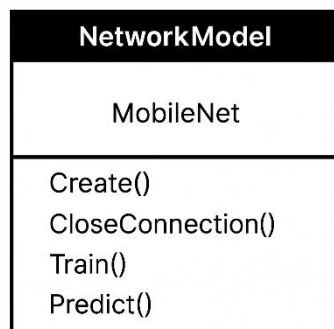 NetworkModel
MobileNet
Create()
CloseConnection()
Train()
Predict()